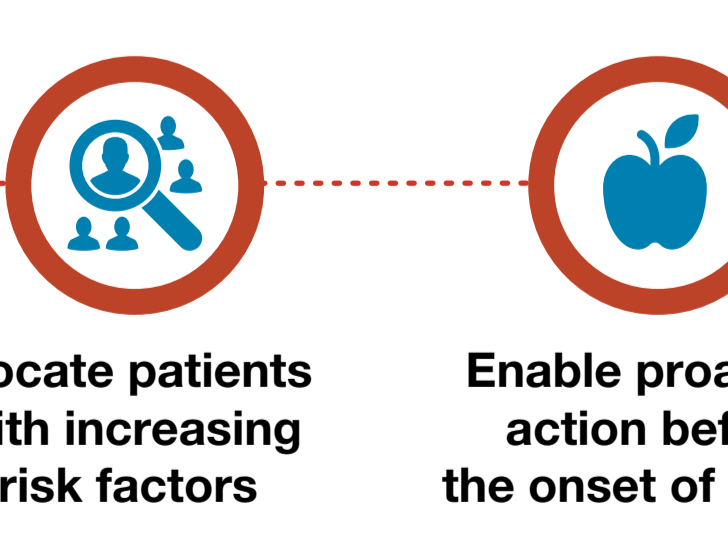 ocate patients
ith increasing
risk factors
Enable proa
action bef
the onset of